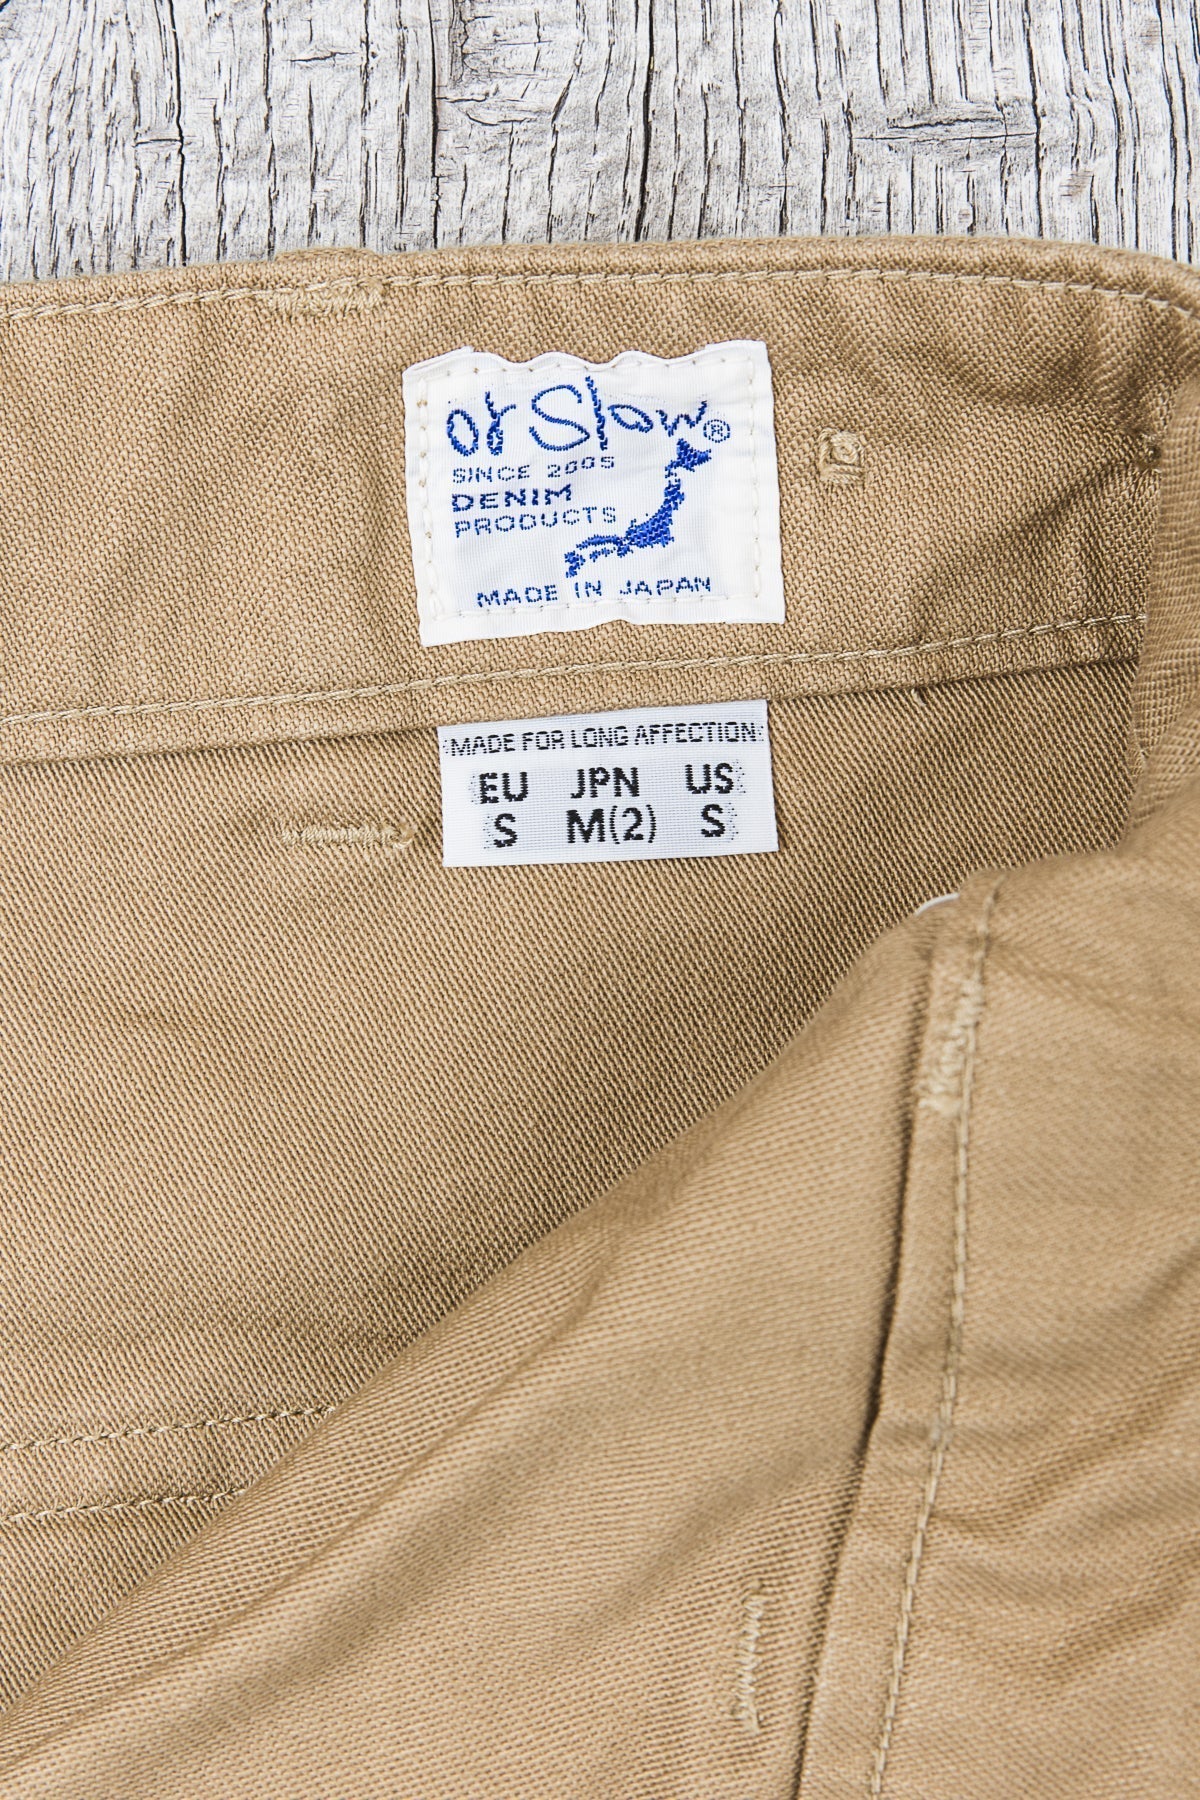 or Slow®
SINCE 2005
DENIM
PRODUCTS
MADE IN JAPAN
MADE FOR LONG AFFECTION
EU JPN US
S M(2) S